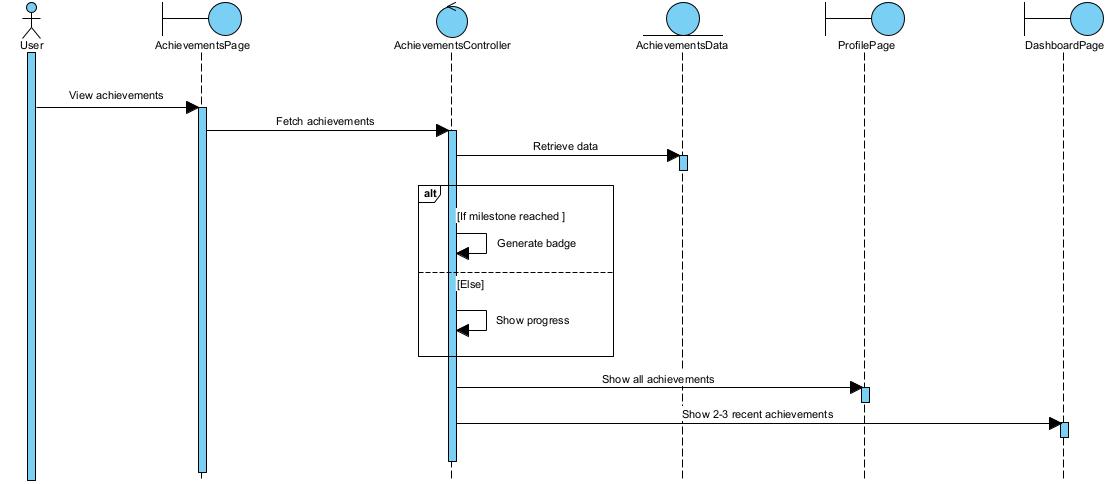 User
AchievementsPage
AchievementsController
AchievementsData
ProfilePage
DashboardPage
View achievements
Fetch achievements
Retrieve data
alt
[If milestone reached ]
Generate badge
[Else]
Show progress
Show all achievements
Show 2-3 recent achievements